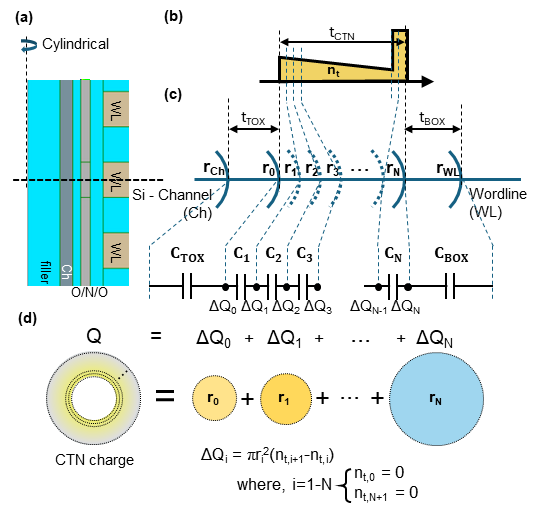 (a)
Cylindrical
WL
WL
WL
Si - Channel
(Ch)
filler
Ch
O/N/O
(b)
tCTN
nt
(c)
tTOX
tBOX
rCh
r0
r1
r2
r3
...
rN
rWL
Wordline
(WL)
CTOX
C1
C2
C3
CN
CBOX
ΔQ0
ΔQ1
ΔQ2
ΔQ3
ΔQN-1
ΔQN
(d)
Q = ΔQ0 + ΔQ1 + ... + ΔQN
= r0 + r1 + ... + rN
CTN charge
ΔQi = πri²(nt,i+1-nt,i)
where, i=1-N { nt,0 = 0
nt,N+1 = 0